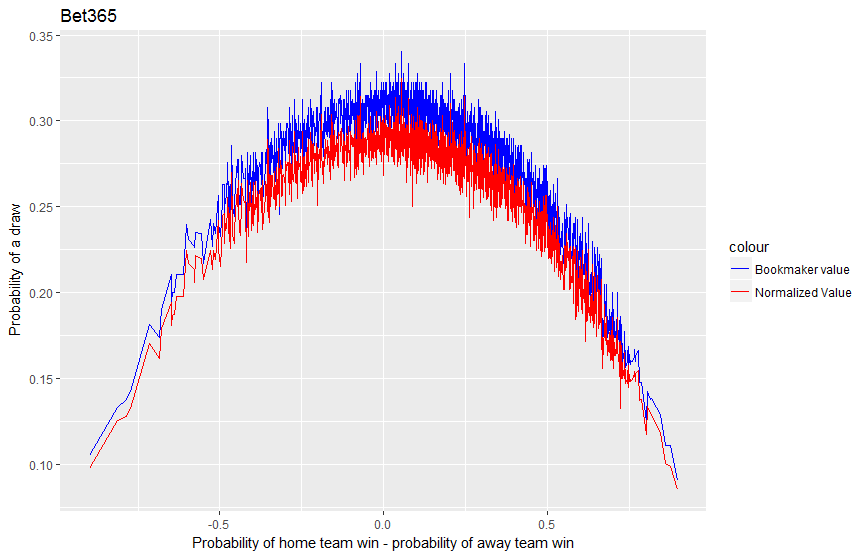 Bet365
0.35
0.30
0.25
0.20
0.15
0.10
Probability of a draw
-0.5
0.0
0.5
Probability of home team win - probability of away team win
colour
Bookmaker value
Normalized Value